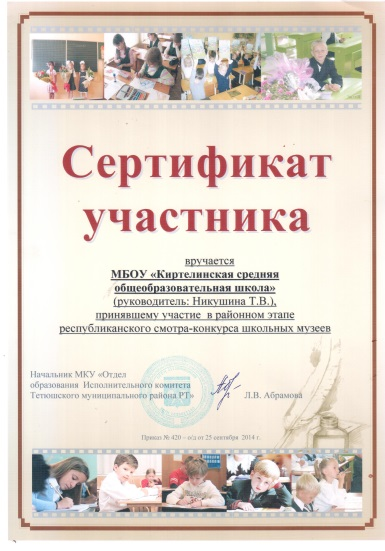 Сертификат
участника
вручается
МБОУ «Киртелинская средняя
общеобразовательная школа»
(руководитель: Никушина Т.В.),
принявшему участие в районном этапе
республиканского смотра-конкурса школьных музеев
Начальник МКУ «Отдел
образования Исполнительного комитета
Тетюшского муниципального района РТ»
Л.В. Абрамова
Приказ № 420 – о/д от 25 сентября 2014 г.